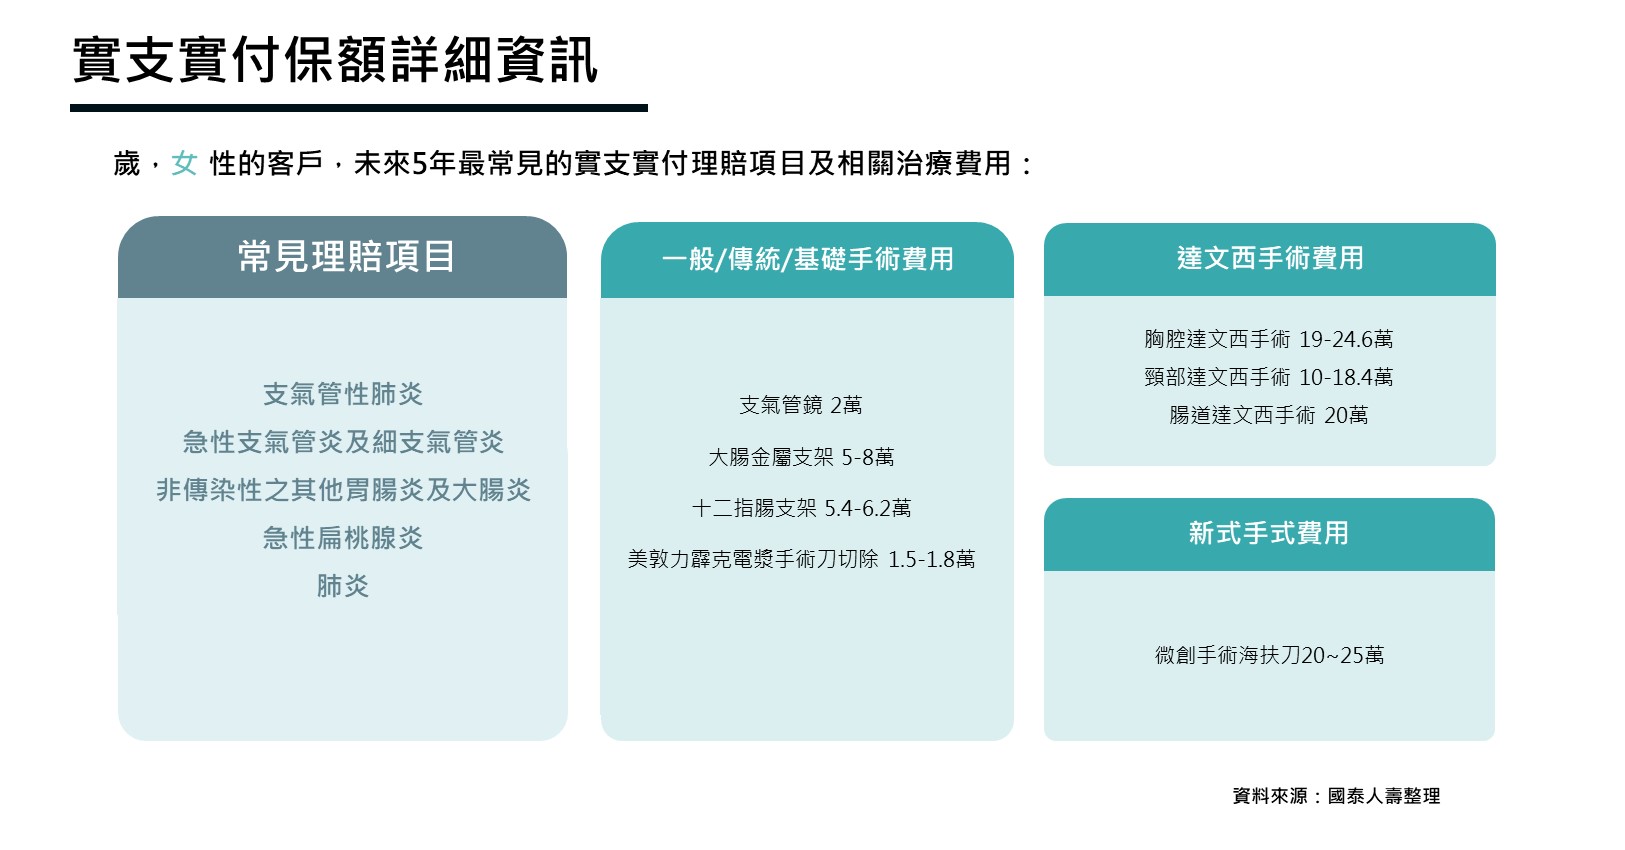 實支實付保額詳細資訊
歲，女 性的客戶，未來5年最常見的實支實付理賠項目及相關治療費用：
常見理賠項目
支氣管性肺炎
急性支氣管炎及細支氣管炎
非傳染性之其他胃腸炎及大腸炎
急性扁桃腺炎
肺炎
一般/傳統/基礎手術費用
支氣管鏡 2萬
大腸金屬支架 5-8萬
十二指腸支架 5.4-6.2萬
美敦力霹克電漿手術刀切除 1.5-1.8萬
達文西手術費用
胸腔達文西手術 19-24.6萬
頸部達文西手術 10-18.4萬
腸道達文西手術 20萬
新式手式費用
微創手術海扶刀20~25萬
資料來源：國泰人壽整理